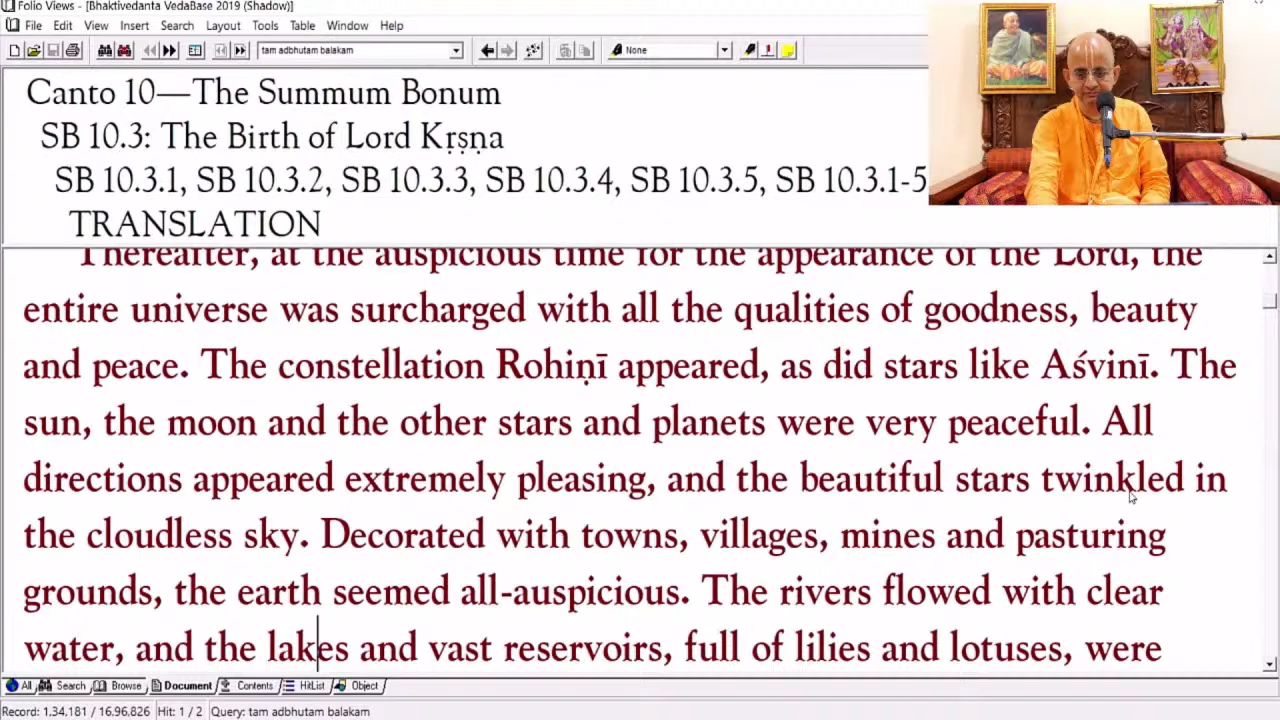 Folio Views - [Bhaktivedanta VedaBase 2019 (Shadow)]
File Edit View Insert Search Layout Tools Table Window Help
tam adbhutam balakam
None
Canto 10—The Summum Bonum
SB 10.3: The Birth of Lord Kṛṣṇa
SB 10.3.1, SB 10.3.2, SB 10.3.3, SB 10.3.4, SB 10.3.5, SB 10.3.1-5
TRANSLATION
Thereafter, at the auspicious time for the appearance of the Lord, the
entire universe was surcharged with all the qualities of goodness, beauty
and peace. The constellation Rohiṇī appeared, as did stars like Aśvinī. The
sun, the moon and the other stars and planets were very peaceful. All
directions appeared extremely pleasing, and the beautiful stars twinkled in
the cloudless sky. Decorated with towns, villages, mines and pasturing
grounds, the earth seemed all-auspicious. The rivers flowed with clear
water, and the lakes and vast reservoirs, full of lilies and lotuses, were
All Search Browse Document Contents HitList Object
Record: 1,34,181 / 16,96,826 Hit: 1 / 2 Query: tam adbhutam balakam